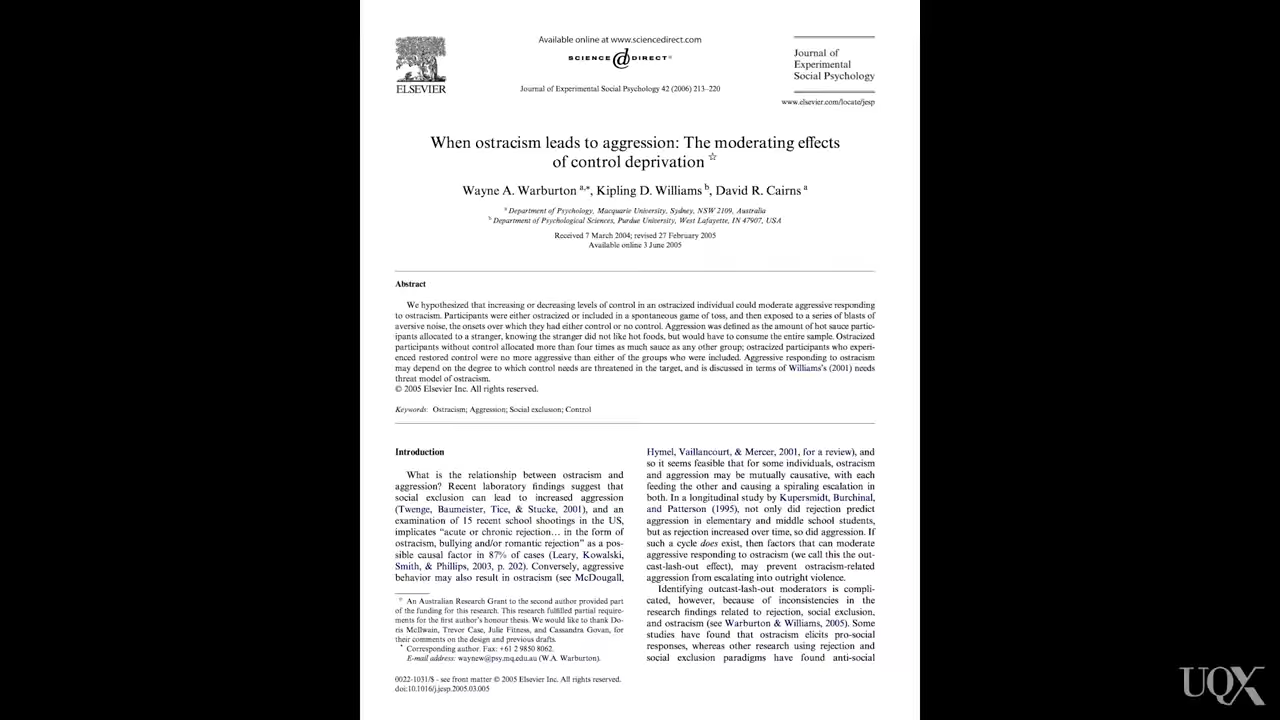 Available online at www.sciencedirect.com
SCIENCE DIRECT®
ELSEVIER
Journal of Experimental Social Psychology 42 (2006) 213–220
Journal of
Experimental
Social Psychology
www.elsevier.com/locate/jesp
When ostracism leads to aggression: The moderating effects
of control deprivation ☆
Wayne A. Warburton a,*, Kipling D. Williams b, David R. Cairns a
a Department of Psychology, Macquarie University, Sydney, NSW 2109, Australia
b Department of Psychological Sciences, Purdue University, West Lafayette, IN 47907, USA
Received 7 March 2004; revised 27 February 2005
Available online 3 June 2005
Abstract
We hypothesized that increasing or decreasing levels of control in an ostracized individual could moderate aggressive responding
to ostracism. Participants were either ostracized or included in a spontaneous game of toss, and then exposed to a series of blasts of
aversive noise, the onsets over which they had either control or no control. Aggression was defined as the amount of hot sauce partic-
ipants allocated to a stranger, knowing the stranger did not like hot foods, but would have to consume the entire sample. Ostracized
participants without control allocated more than four times as much sauce as any other group; ostracized participants who experi-
enced restored control were no more aggressive than either of the groups who were included. Aggressive responding to ostracism
may depend on the degree to which control needs are threatened in the target, and is discussed in terms of Williams's (2001) needs
threat model of ostracism.
© 2005 Elsevier Inc. All rights reserved.
Keywords: Ostracism; Aggression; Social exclusion; Control
Introduction
What is the relationship between ostracism and
aggression? Recent laboratory findings suggest that
social exclusion can lead to increased aggression
(Twenge, Baumeister, Tice, & Stucke, 2001), and an
examination of 15 recent school shootings in the US,
implicates “acute or chronic rejection… in the form of
ostracism, bullying and/or romantic rejection” as a pos-
sible causal factor in 87% of cases (Leary, Kowalski,
Smith, & Phillips, 2003, p. 202). Conversely, aggressive
behavior may also result in ostracism (see McDougall,
☆ An Australian Research Grant to the second author provided part
of the funding for this research. This research fulfilled partial require-
ments for the first author's honour thesis. We would like to thank Do-
ris McIlwain, Trevor Case, Julie Fitness, and Cassandra Govan, for
their comments on the design and previous drafts.
* Corresponding author. Fax: +61 2 9850 8062.
E-mail address: waynew@psy.mq.edu.au (W.A. Warburton).
0022-1031/$ - see front matter © 2005 Elsevier Inc. All rights reserved.
doi:10.1016/j.jesp.2005.03.005
Hymel, Vaillancourt, & Mercer, 2001, for a review), and
so it seems feasible that for some individuals, ostracism
and aggression may be mutually causative, with each
feeding the other and causing a spiraling escalation in
both. In a longitudinal study by Kupersmidt, Burchinal,
and Patterson (1995), not only did rejection predict
aggression in elementary and middle school students,
but as rejection increased over time, so did aggression. If
such a cycle does exist, then factors that can moderate
aggressive responding to ostracism (we call this the out-
cast-lash-out effect), may prevent ostracism-related
aggression from escalating into outright violence.
Identifying outcast-lash-out moderators is compli-
cated, however, because of inconsistencies in the
research findings related to rejection, social exclusion,
and ostracism (see Warburton & Williams, 2005). Some
studies have found that ostracism elicits pro-social
responses, whereas other research using rejection and
social exclusion paradigms have found anti-social
UQX